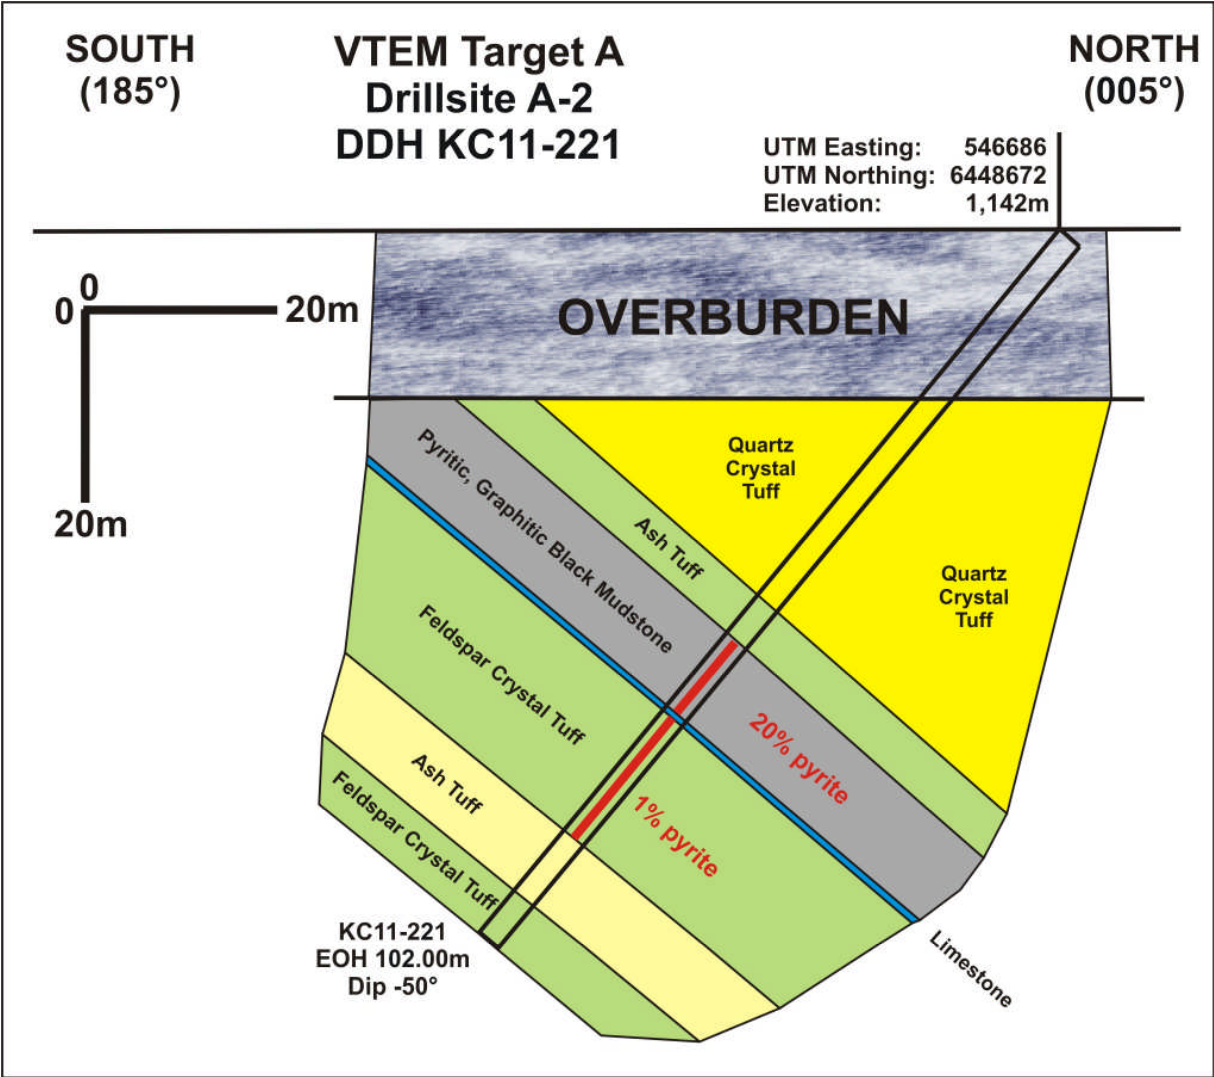 SOUTH
(185°)
VTEM Target A
Drillsite A-2
DDH KC11-221
NORTH
(005°)
UTM Easting: 546686
UTM Northing: 6448672
Elevation: 1,142m
0
0
20m
20m
OVERBURDEN
Quartz
Crystal
Tuff
Quartz
Crystal
Tuff
Pyritic, Graphitic Black Mudstone
Ash Tuff
Feldspar Crystal Tuff
20% pyrite
1% pyrite
Ash Tuff
Feldspar Crystal Tuff
Limestone
KC11-221
EOH 102.00m
Dip -50°